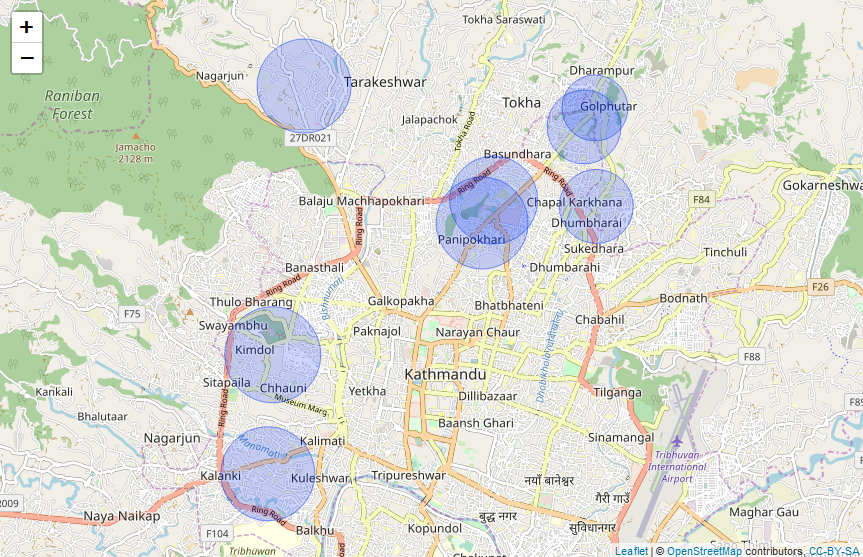 +
−
Tokha Saraswati
Nagarjun
Tarakeshwar
Dharampur
Raniban
Forest
Tokha
Golphutar
Jalapachok
Tokha Road
27DR021
Jamacho
2128 m
Basundhara
Ring Road
Ring Road
Gokarneshwar
Balaju Machhapokhari
Chapal Karkhana
F84
Ring Road
Dhumbharai
Panipokhari
Sukedhara
Tinchuli
Banasthali
Dhumbarahi
Ring Road
Bishnumati
F26
Thulo Bharang
Galkopakha
Bhatbhateni
Bodnath
F75
Chabahil
Swayambhu
Paknajol
Narayan Chaur
Kimdol
F88
Kathmandu
Sitapaila
Chhauni
Yetkha
Kankali
Tilganga
Dillibazaar
Museum Marg
Ring Road
Bhalutaar
Baansh Ghari
Nagarjun
Kalimati
Sinamangal
Manamati
Tribhuvan
International
Airport
Kalanki
Kuleshwar
Tripureshwar
नयाँ बानेश्वर
गैरी गाउँ
Naya Naikap
Ring Road
बुद्ध नगर
Maghar Gau
F104
Balkhu
Kopundol
सुविधानगर
Tribhuwan
Leaflet | © OpenStreetMap contributors, CC-BY-SA